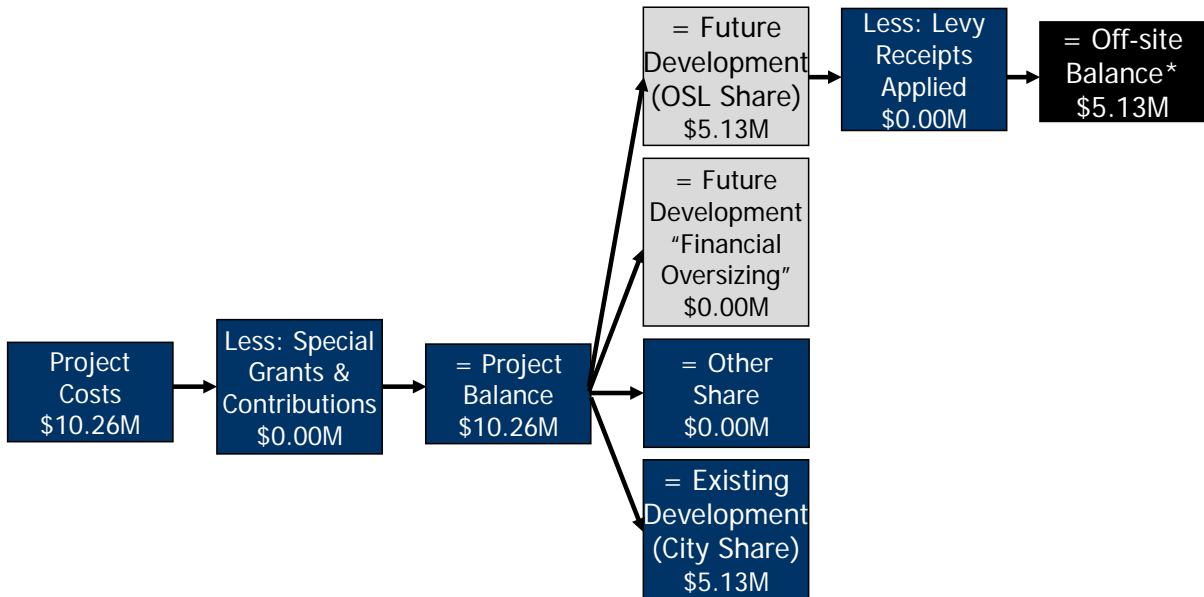 Project
Costs
$10.26M
Less: Special
Grants &
Contributions
$0.00M
= Project
Balance
$10.26M
= Future
Development
(OSL Share)
$5.13M
Less: Levy
Receipts
Applied
$0.00M
= Off-site
Balance*
$5.13M
= Future
Development
“Financial
Oversizing”
$0.00M
= Other
Share
$0.00M
= Existing
Development
(City Share)
$5.13M